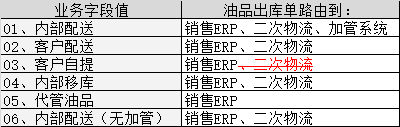 业务字段值 油品出库单路由到：
01、内部配送 销售ERP、二次物流、加管系统
02、客户配送 销售ERP、二次物流
03、客户自提 销售ERP、二次物流
04、内部移库 销售ERP、二次物流
05、代管油品 销售ERP
06、内部配送（无加管） 销售ERP、二次物流